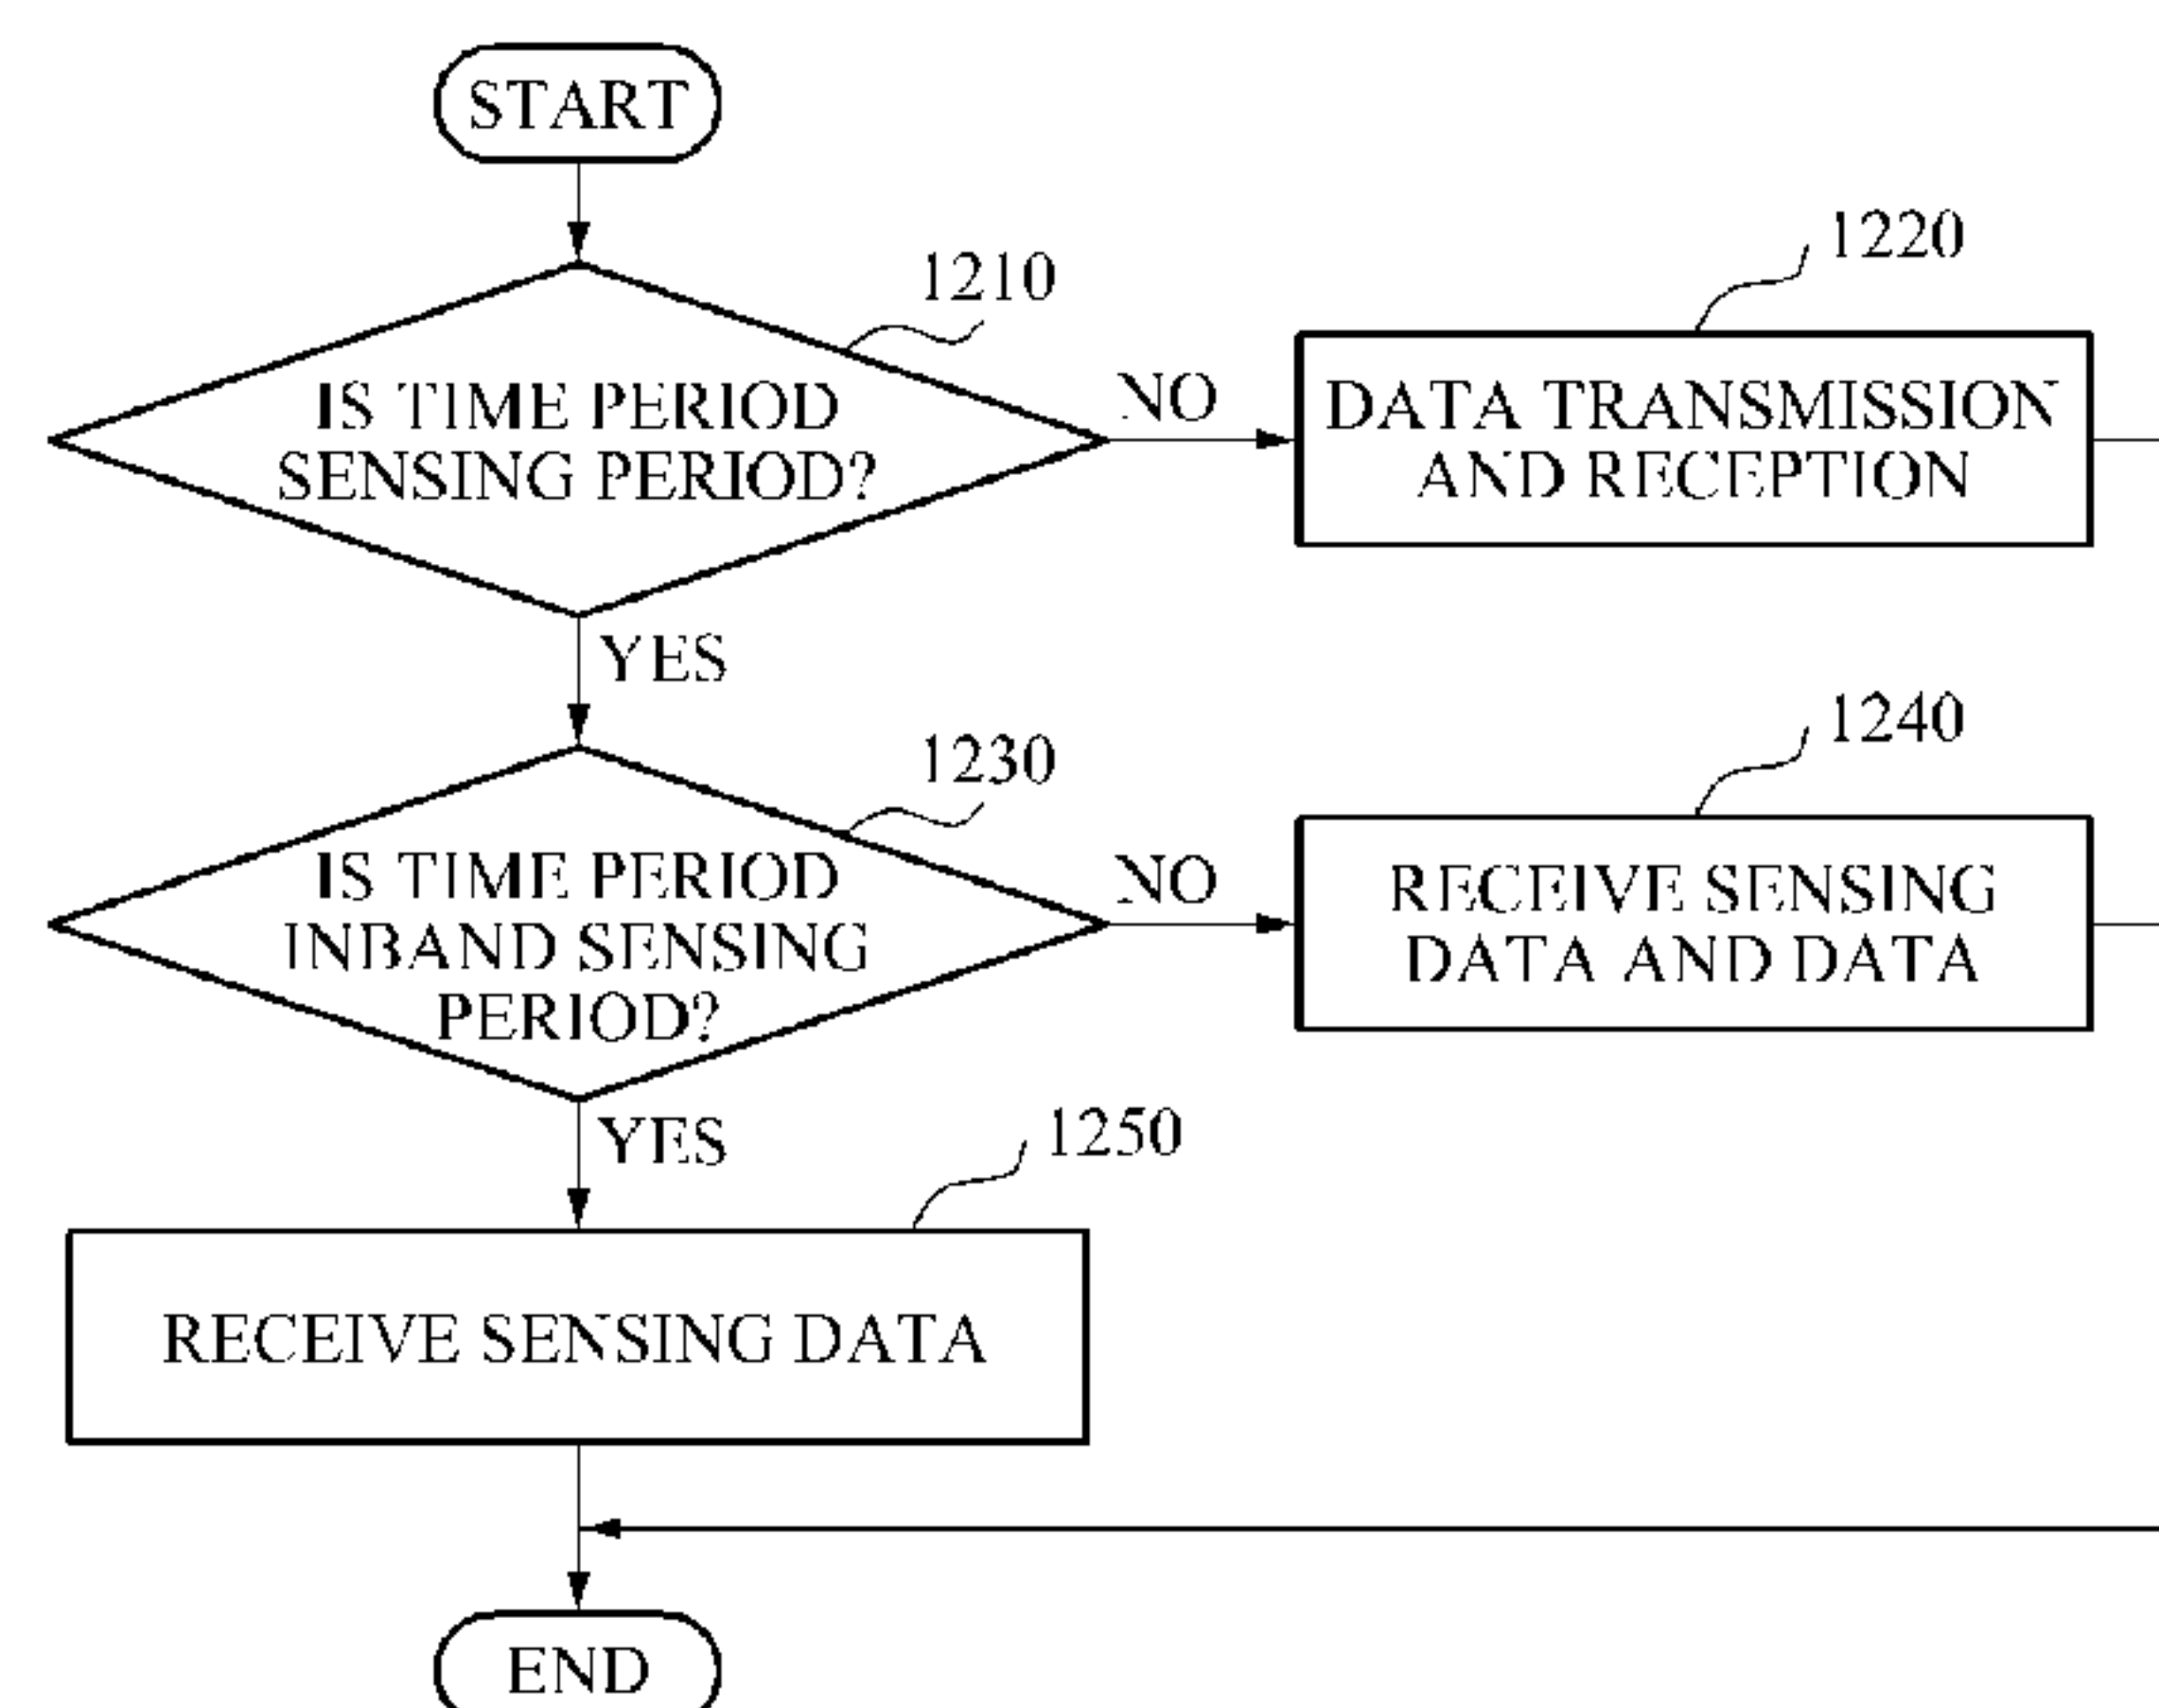 START
1210
IS TIME PERIOD
SENSING PERIOD?
NO
1220
DATA TRANSMISSION
AND RECEPTION
YES
1230
IS TIME PERIOD
INBAND SENSING
PERIOD?
NO
1240
RECEIVE SENSING
DATA AND DATA
YES
1250
RECEIVE SENSING DATA
END